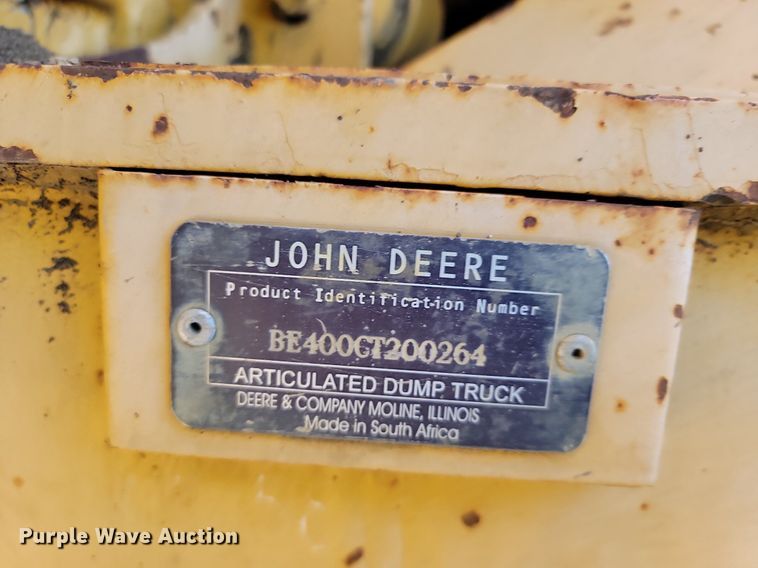 JOHN DEERE
Product Identification Number
BE400CT200264
ARTICULATED DUMP TRUCK
DEERE & COMPANY MOLINE, ILLINOIS
Made in South Africa
Purple Wave Auction